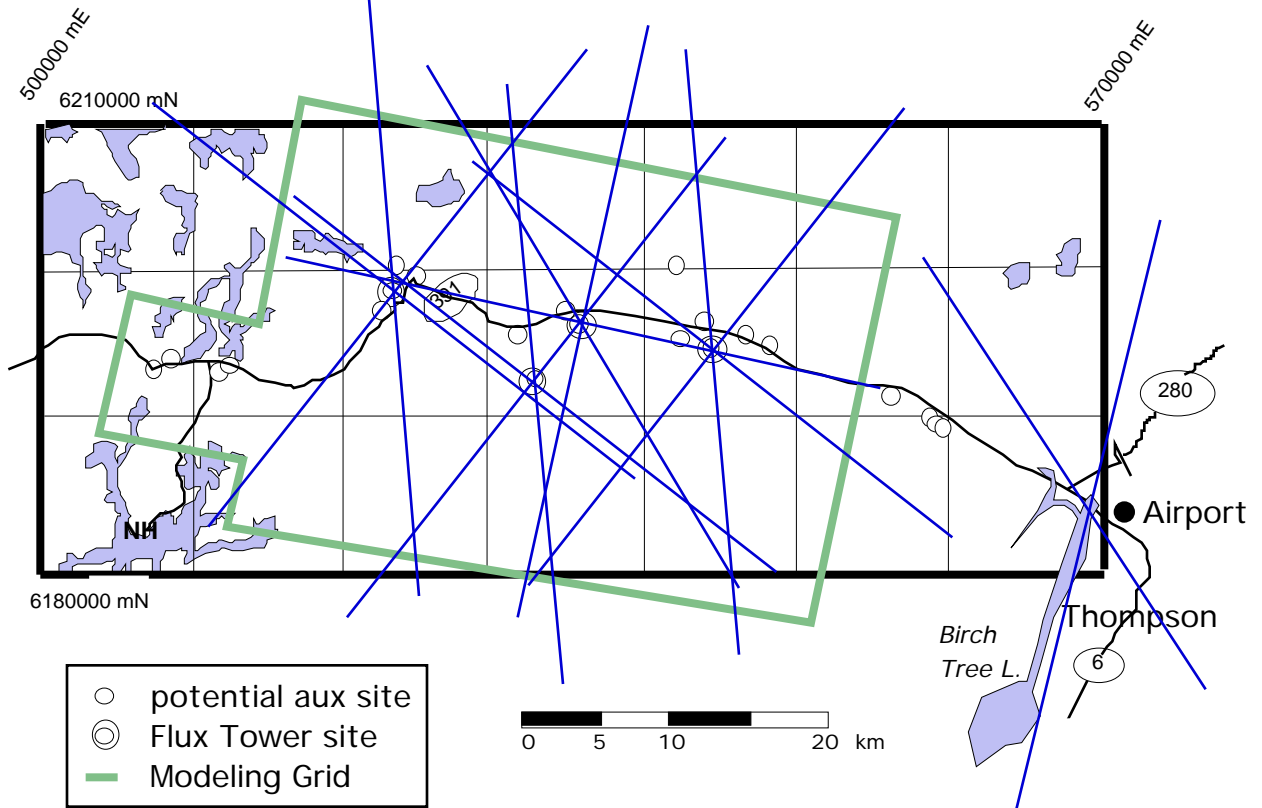 500000 mE
570000 mE
6210000 mN
391
280
NH
Airport
6180000 mN
Thompson
Birch
Tree L.
6
potential aux site
Flux Tower site
Modeling Grid
0 5 10 20 km